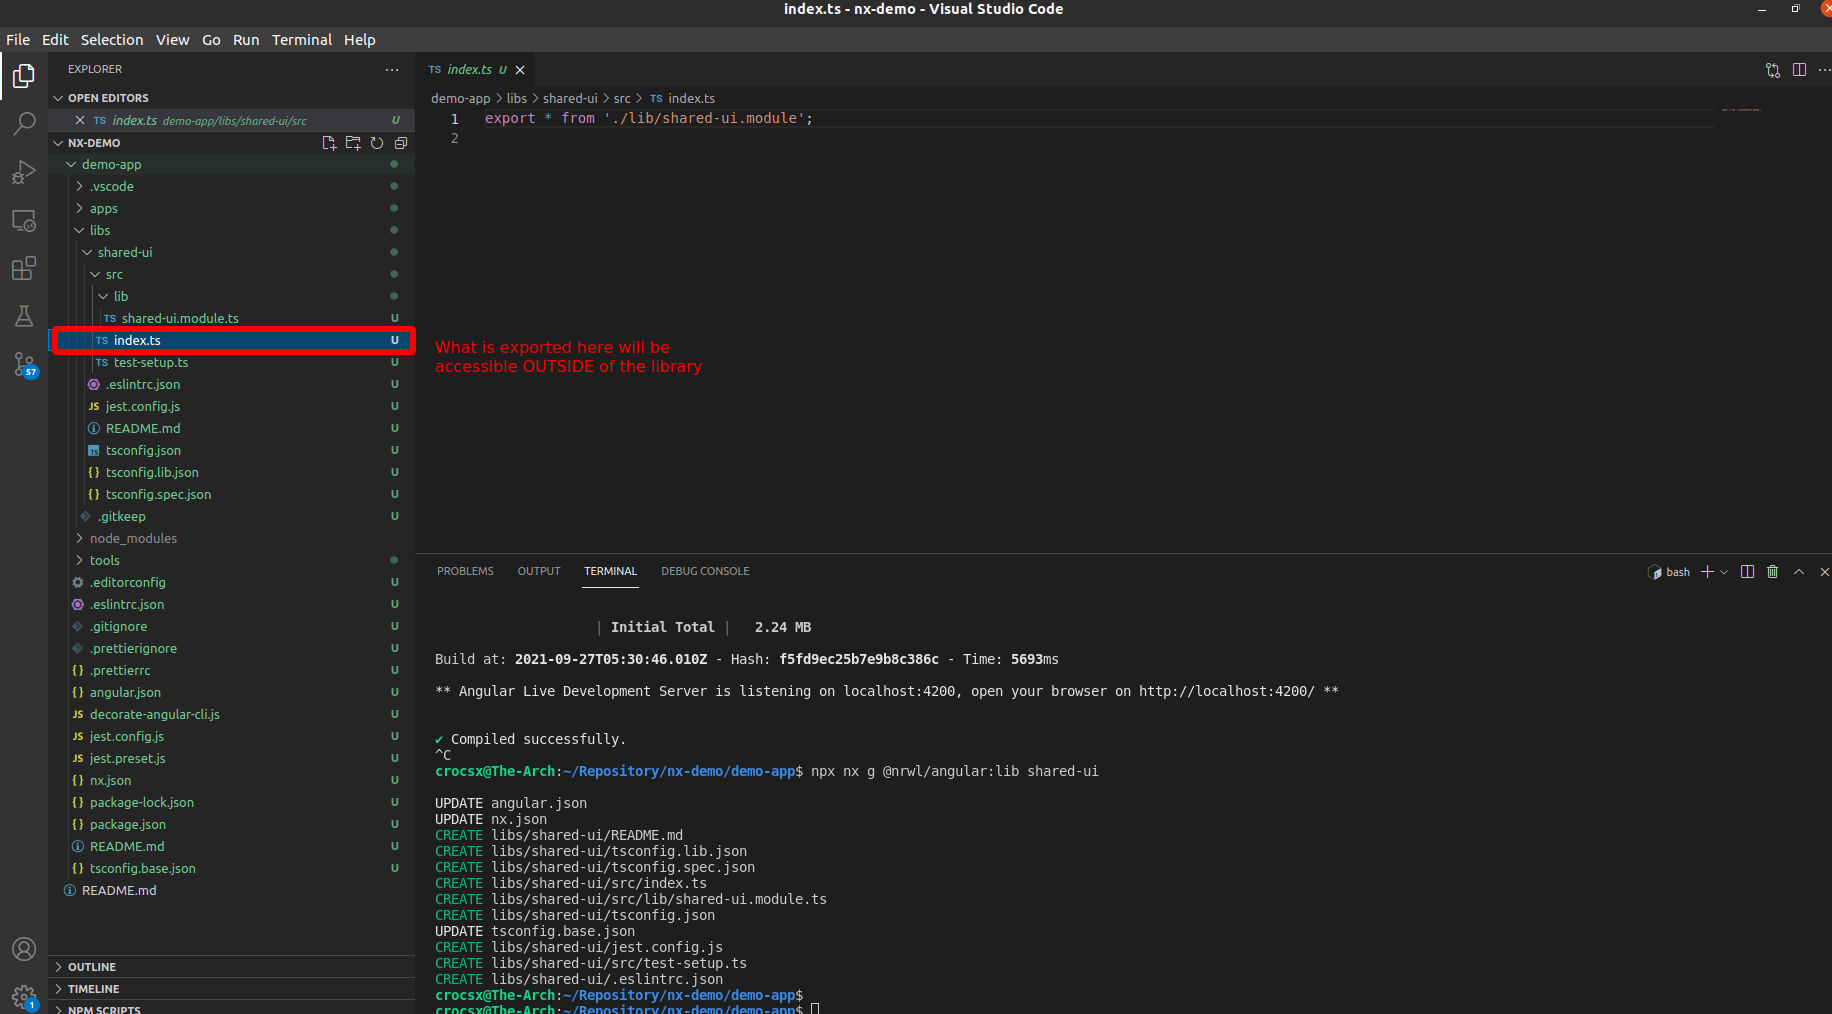 index.ts - nx-demo - Visual Studio Code
File Edit Selection View Go Run Terminal Help
EXPLORER
OPEN EDITORS
TS index.ts demo-app/libs/shared-ui/src U
NX-DEMO
demo-app
.vscode
apps
libs
shared-ui
src
lib
TS shared-ui.module.ts U
TS index.ts U
TS test-setup.ts U
.eslintrc.json U
JS jest.config.js U
README.md U
TS tsconfig.json U
{} tsconfig.lib.json U
{} tsconfig.spec.json U
.gitkeep U
node_modules
tools
.editorconfig U
.eslintrc.json U
.gitignore U
.prettierignore U
{} .prettierrc U
{} angular.json U
JS decorate-angular-cli.js U
JS jest.config.js U
JS jest.preset.js U
{} nx.json U
{} package-lock.json U
{} package.json U
README.md U
{} tsconfig.base.json U
README.md
OUTLINE
TIMELINE
NPM SCRIPTS
57
1
TS index.ts U
demo-app > libs > shared-ui > src > TS index.ts
1 export * from './lib/shared-ui.module';
2
What is exported here will be
accessible OUTSIDE of the library
PROBLEMS OUTPUT TERMINAL DEBUG CONSOLE
bash
| Initial Total | 2.24 MB
Build at: 2021-09-27T05:30:46.010Z - Hash: f5fd9ec25b7e9b8c386c - Time: 5693ms
** Angular Live Development Server is listening on localhost:4200, open your browser on http://localhost:4200/ **
✔ Compiled successfully.
^C
crocsx@The-Arch:~/Repository/nx-demo/demo-app$ npx nx g @nrwl/angular:lib shared-ui
UPDATE angular.json
UPDATE nx.json
CREATE libs/shared-ui/README.md
CREATE libs/shared-ui/tsconfig.lib.json
CREATE libs/shared-ui/tsconfig.spec.json
CREATE libs/shared-ui/src/index.ts
CREATE libs/shared-ui/src/lib/shared-ui.module.ts
CREATE libs/shared-ui/tsconfig.json
UPDATE tsconfig.base.json
CREATE libs/shared-ui/jest.config.js
CREATE libs/shared-ui/src/test-setup.ts
CREATE libs/shared-ui/.eslintrc.json
crocsx@The-Arch:~/Repository/nx-demo/demo-app$
crocsx@The-Arch:~/Repository/nx-demo/demo-app$